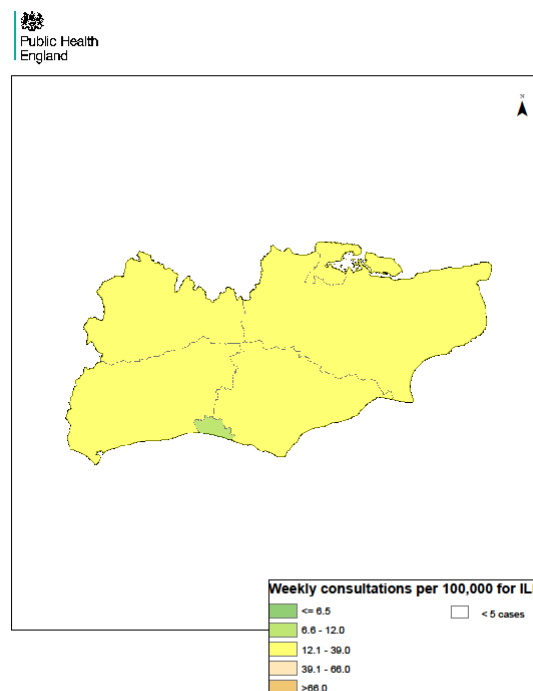 Public Health
England
N
Weekly consultations per 100,000 for IL
<= 6.5
< 5 cases
6.6 - 12.0
12.1 - 39.0
39.1 - 66.0
>66.0